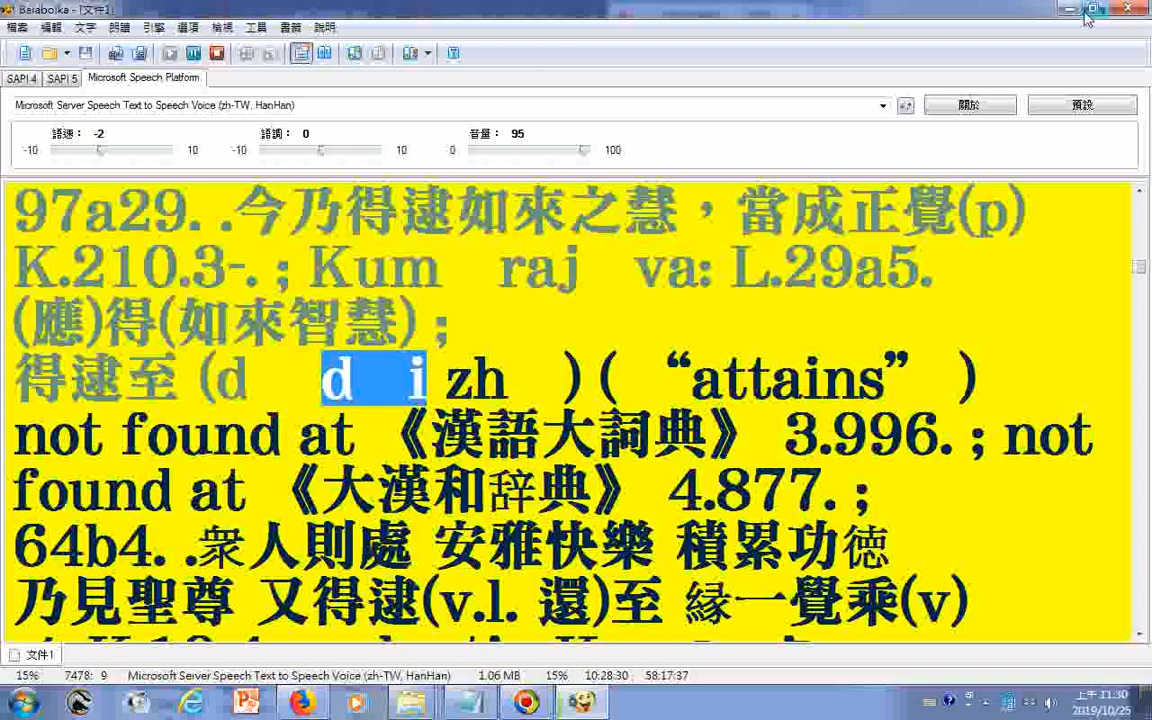 Balabolka - [文件1]
檔案 編輯 文字 朗讀 引擎 選項 檢視 工具 書籤 說明
SAPI 4 SAPI 5 Microsoft Speech Platform
Microsoft Server Speech Text to Speech Voice (zh-TW, HanHan) 關於 預設
語速： -2 語調： 0 音量： 95
-10 10 -10 10 0 100
97a29. .今乃得逮如來之慧，當成正覺(p)
K.210.3-. ; Kum raj va: L.29a5.
(應)得(如來智慧) ;
得逮至 (d d i zh )( “attains” )
not found at 《漢語大詞典》 3.996. ; not
found at 《大漢和辞典》 4.877. ;
64b4. .衆人則處 安雅快樂 積累功徳
乃見聖尊 又得逮(v.l. 還)至 縁一覺乘(v)
文件1
15% 7478: 9 Microsoft Server Speech Text to Speech Voice (zh-TW, HanHan) 1.06 MB 15% 10:28:30 58:17:37
上午 11:30
2019/10/25